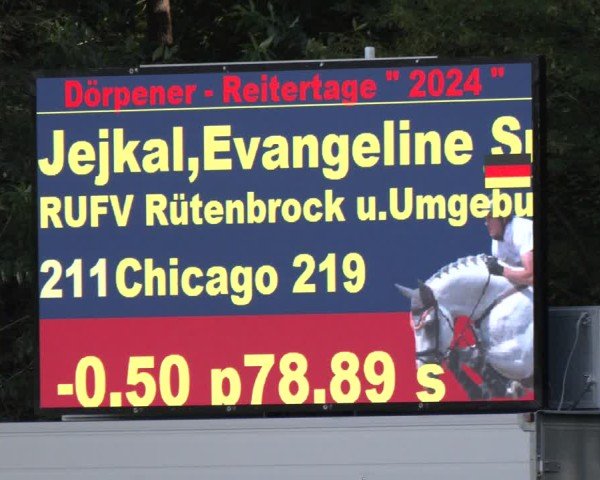 Dörpener - Reitertage " 2024 "
Jejkal,Evangeline
RUFV Rütenbrock u.Umgebu
211 Chicago 219
-0.50 p78.89 s